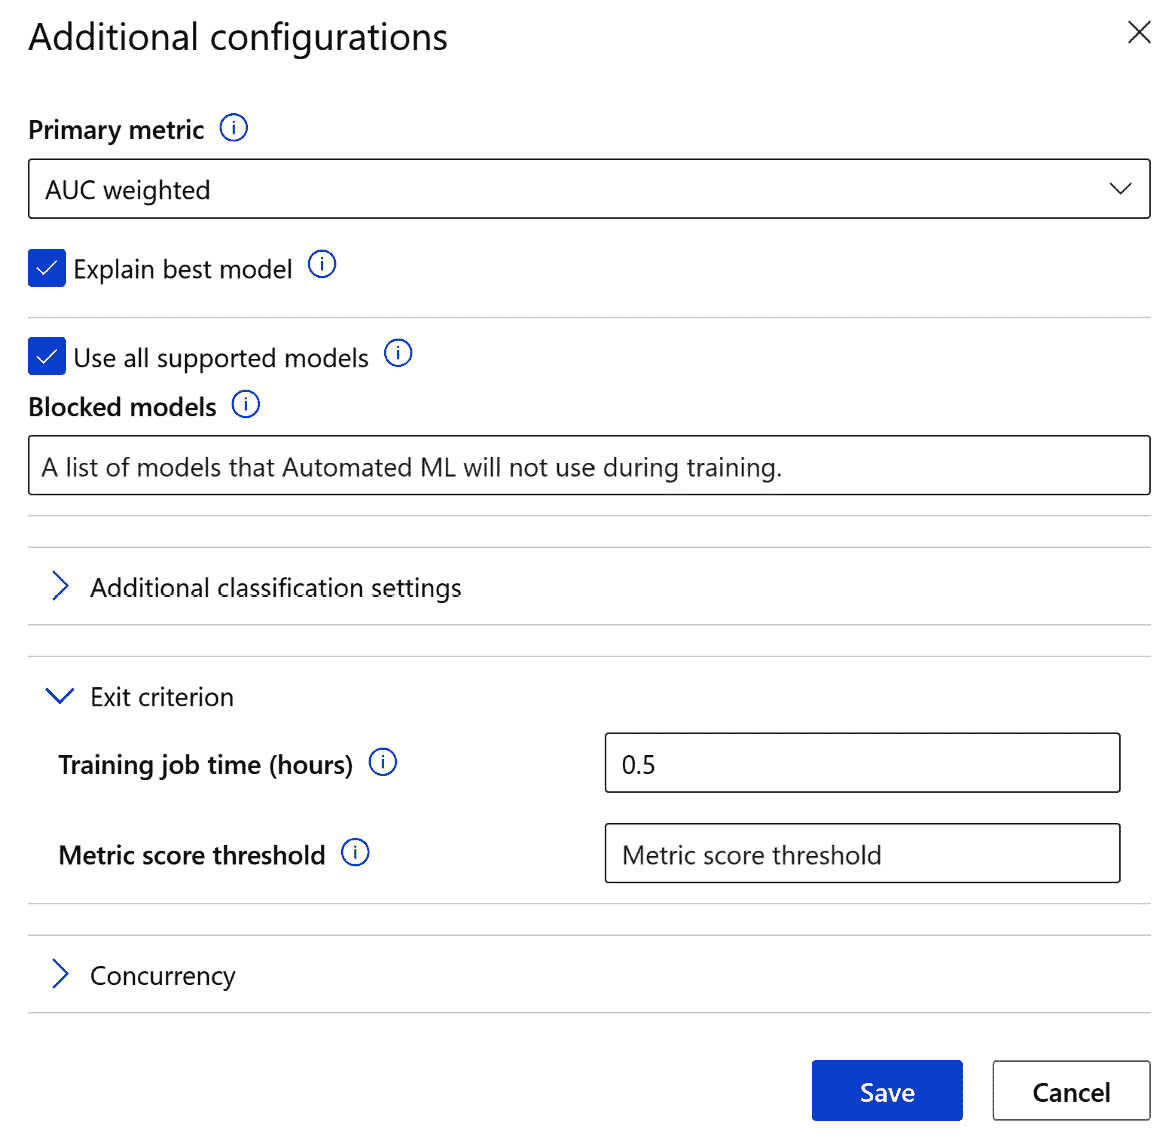 Additional configurations
Primary metric
AUC weighted
Explain best model
Use all supported models
Blocked models
A list of models that Automated ML will not use during training.
Additional classification settings
Exit criterion
Training job time (hours)
0.5
Metric score threshold
Metric score threshold
Concurrency
Save
Cancel